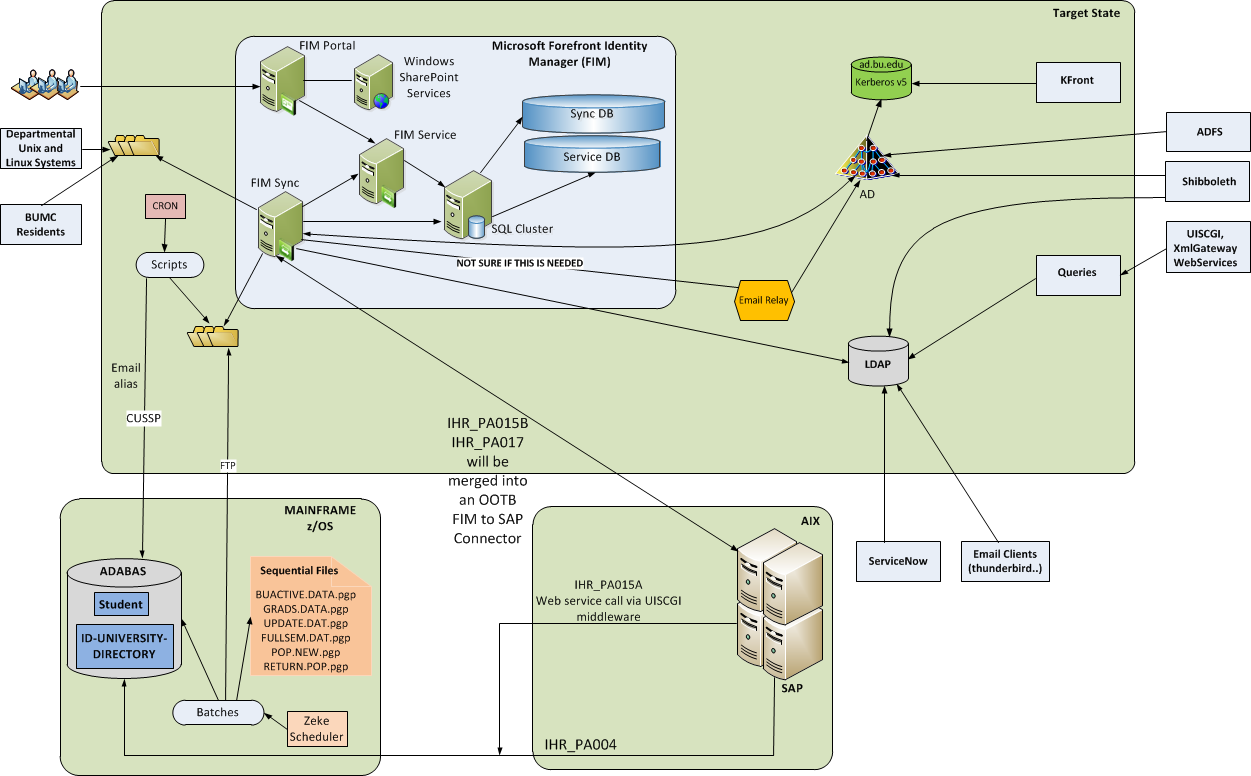 Target State
Microsoft Forefront Identity
Manager (FIM)
FIM Portal
Windows
SharePoint
Services
FIM Service
Sync DB
Service DB
FIM Sync
SQL Cluster
NOT SURE IF THIS IS NEEDED
Departmental
Unix and
Linux Systems
BUMC
Residents
CRON
Scripts
Email
alias
CUSSP
FTP
ad.bu.edu
Kerberos v5
KFront
ADFS
Shibboleth
AD
UISCGI,
XmlGateway
WebServices
Queries
Email Relay
LDAP
ServiceNow
Email Clients
(thunderbird..)
IHR_PA015B
IHR_PA017
will be
merged into
an OOTB
FIM to SAP
Connector
MAINFRAME
z/OS
ADABAS
Student
ID-UNIVERSITY-
DIRECTORY
Sequential Files
BUACTIVE.DATA.pgp
GRADS.DATA.pgp
UPDATE.DAT.pgp
FULLSEM.DAT.pgp
POP.NEW.pgp
RETURN.POP.pgp
Batches
Zeke
Scheduler
AIX
IHR_PA015A
Web service call via UISCGI
middleware
SAP
IHR_PA004